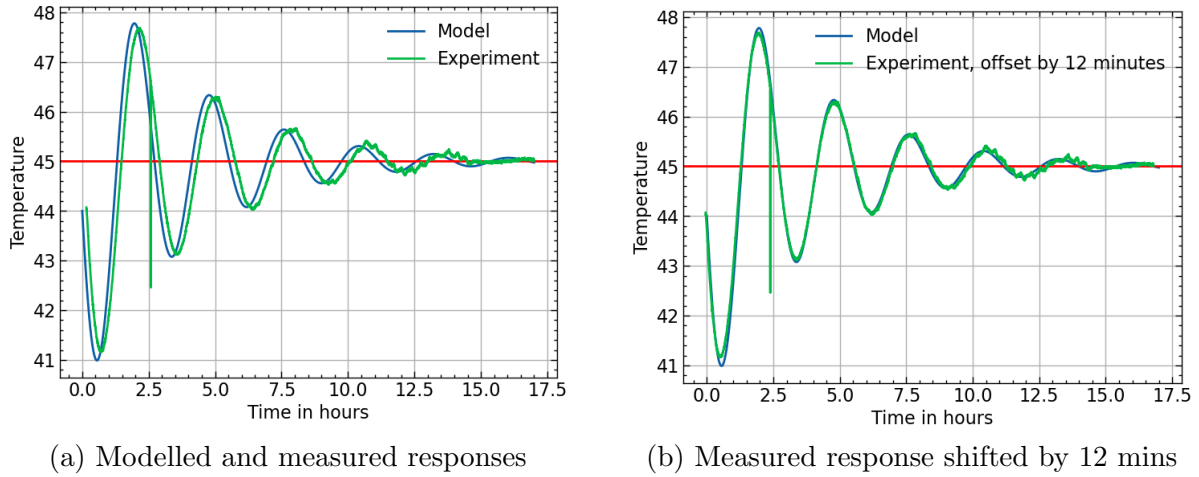 48
47
46
45
44
43
42
41
Temperature
Model
Experiment
0.0 2.5 5.0 7.5 10.0 12.5 15.0 17.5
Time in hours
(a) Modelled and measured responses
48
47
46
45
44
43
42
41
Temperature
Model
Experiment, offset by 12 minutes
0.0 2.5 5.0 7.5 10.0 12.5 15.0 17.5
Time in hours
(b) Measured response shifted by 12 mins